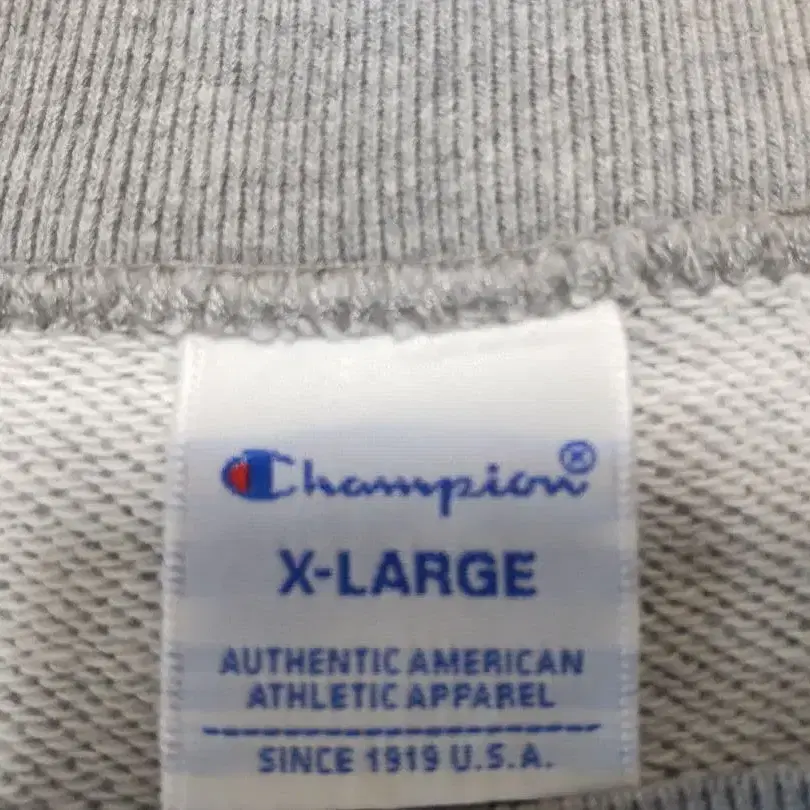 Champion®
X-LARGE
AUTHENTIC AMERICAN
ATHLETIC APPAREL
SINCE 1919 U.S.A.